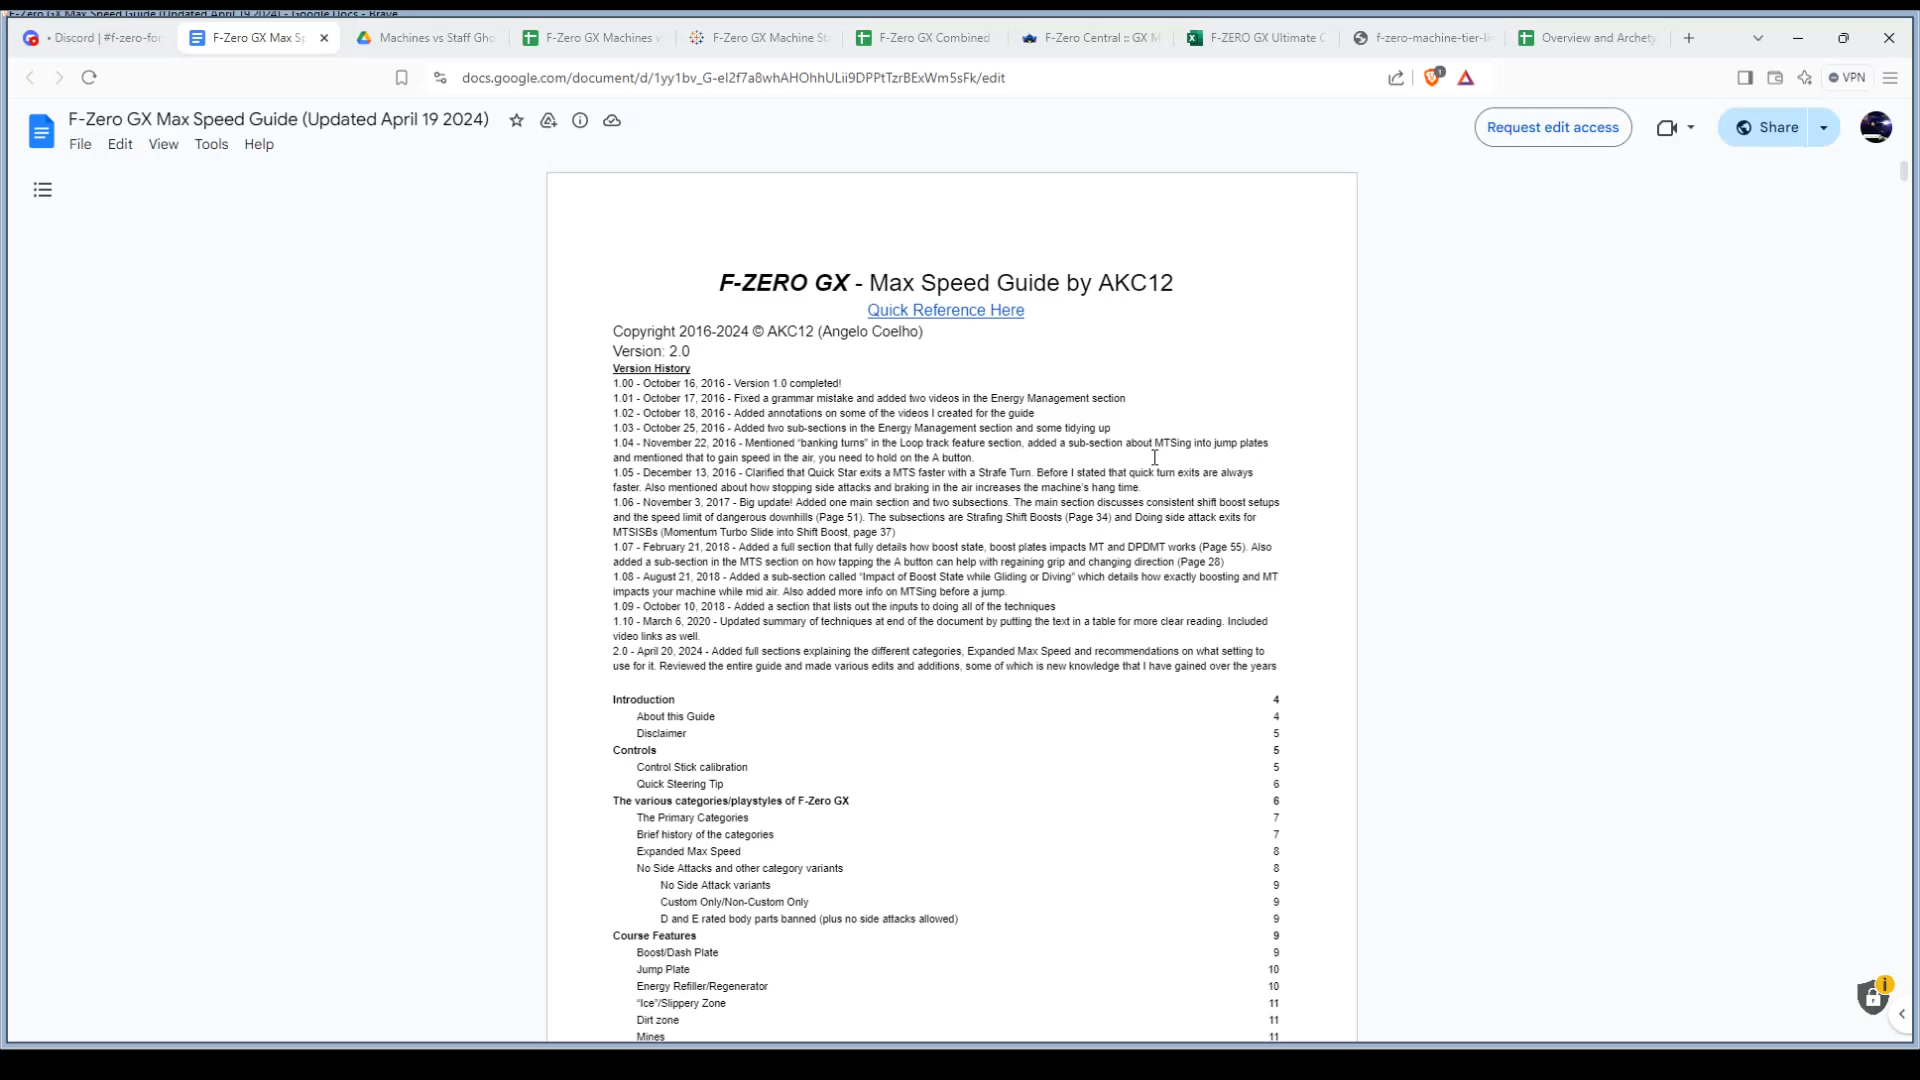 F-Zero GX Max Speed Guide (Updated April 19 2024) - Google Docs - Brave
• Discord | #f-zero-for
F-Zero GX Max Sp
Machines vs Staff Gho
F-Zero GX Machines v
F-Zero GX Machine St
F-Zero GX Combined
F-Zero Central :: GX M
F-ZERO GX Ultimate C
f-zero-machine-tier-li
Overview and Archety
docs.google.com/document/d/1yy1bv_G-el2f7a8whAHOhhULii9DPPtTzrBExWm5sFk/edit
1
VPN
F-Zero GX Max Speed Guide (Updated April 19 2024)
File Edit View Tools Help
Request edit access
Share
F-ZERO GX - Max Speed Guide by AKC12
Quick Reference Here
Copyright 2016-2024 © AKC12 (Angelo Coelho)
Version: 2.0
Version History
1.00 - October 16, 2016 - Version 1.0 completed!
1.01 - October 17, 2016 - Fixed a grammar mistake and added two videos in the Energy Management section
1.02 - October 18, 2016 - Added annotations on some of the videos I created for the guide
1.03 - October 25, 2016 - Added two sub-sections in the Energy Management section and some tidying up
1.04 - November 22, 2016 - Mentioned “banking turns” in the Loop track feature section, added a sub-section about MTSing into jump plates
and mentioned that to gain speed in the air, you need to hold on the A button.
1.05 - December 13, 2016 - Clarified that Quick Star exits a MTS faster with a Strafe Turn. Before I stated that quick turn exits are always
faster. Also mentioned about how stopping side attacks and braking in the air increases the machine’s hang time.
1.06 - November 3, 2017 - Big update! Added one main section and two subsections. The main section discusses consistent shift boost setups
and the speed limit of dangerous downhills (Page 51). The subsections are Strafing Shift Boosts (Page 34) and Doing side attack exits for
MTSISBs (Momentum Turbo Slide into Shift Boost, page 37)
1.07 - February 21, 2018 - Added a full section that fully details how boost state, boost plates impacts MT and DPDMT works (Page 55). Also
added a sub-section in the MTS section on how tapping the A button can help with regaining grip and changing direction (Page 28)
1.08 - August 21, 2018 - Added a sub-section called “Impact of Boost State while Gliding or Diving” which details how exactly boosting and MT
impacts your machine while mid air. Also added more info on MTSing before a jump.
1.09 - October 10, 2018 - Added a section that lists out the inputs to doing all of the techniques
1.10 - March 6, 2020 - Updated summary of techniques at end of the document by putting the text in a table for more clear reading. Included
video links as well.
2.0 - April 20, 2024 - Added full sections explaining the different categories, Expanded Max Speed and recommendations on what setting to
use for it. Reviewed the entire guide and made various edits and additions, some of which is new knowledge that I have gained over the years
Introduction 4
About this Guide 4
Disclaimer 5
Controls 5
Control Stick calibration 5
Quick Steering Tip 6
The various categories/playstyles of F-Zero GX 6
The Primary Categories 7
Brief history of the categories 7
Expanded Max Speed 8
No Side Attacks and other category variants 8
No Side Attack variants 9
Custom Only/Non-Custom Only 9
D and E rated body parts banned (plus no side attacks allowed) 9
Course Features 9
Boost/Dash Plate 9
Jump Plate 10
Energy Refiller/Regenerator 10
“Ice”/Slippery Zone 11
Dirt zone 11
Mines 11